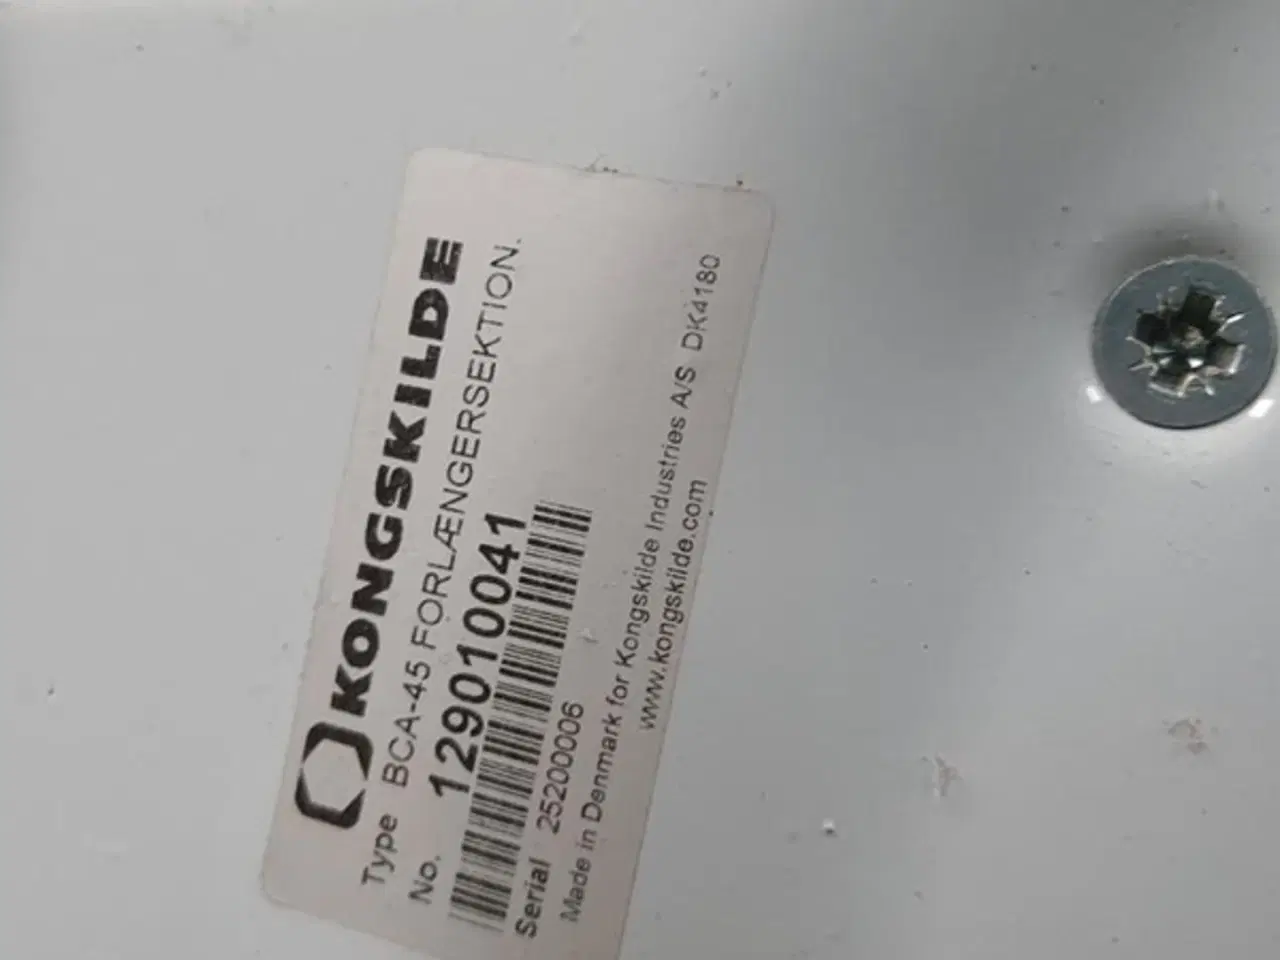 KONGSKILDE
Type BCA-45 FORLÆNGERSEKTION.
No. 129010041
Serial 25200006
Made in Denmark for Kongskilde Industries A/S DK4180
www.kongskilde.com